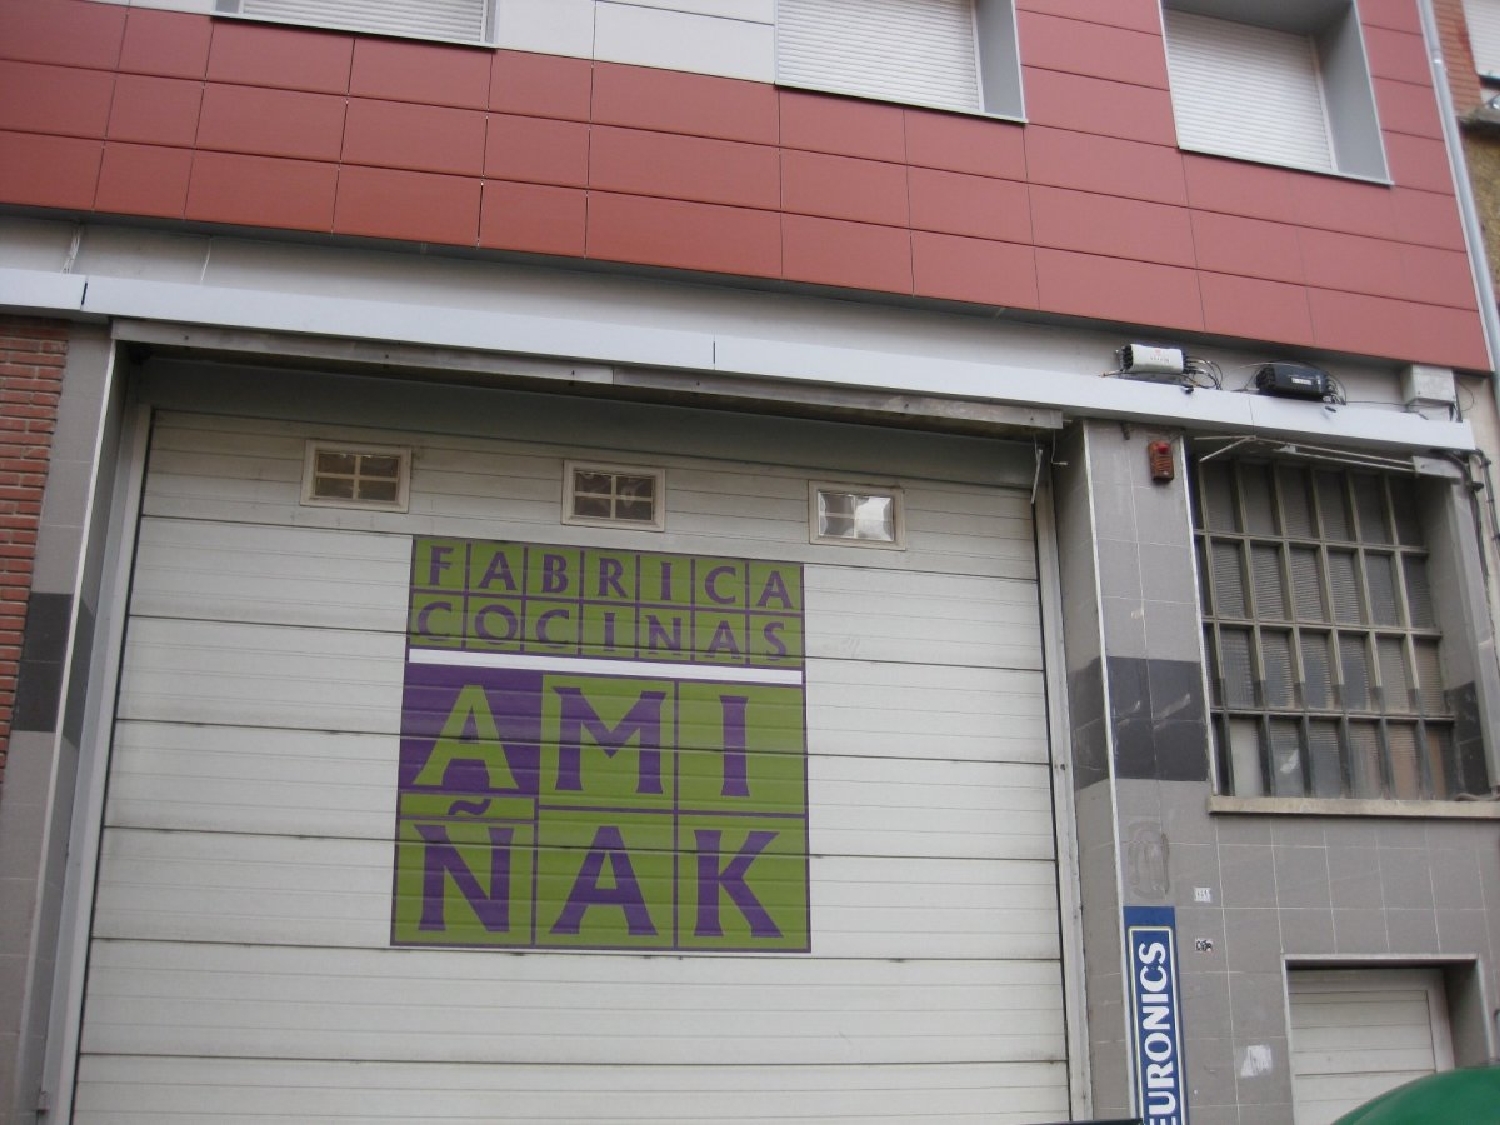 FABRICA
COCINAS
AMI
ÑAK
EURONICS